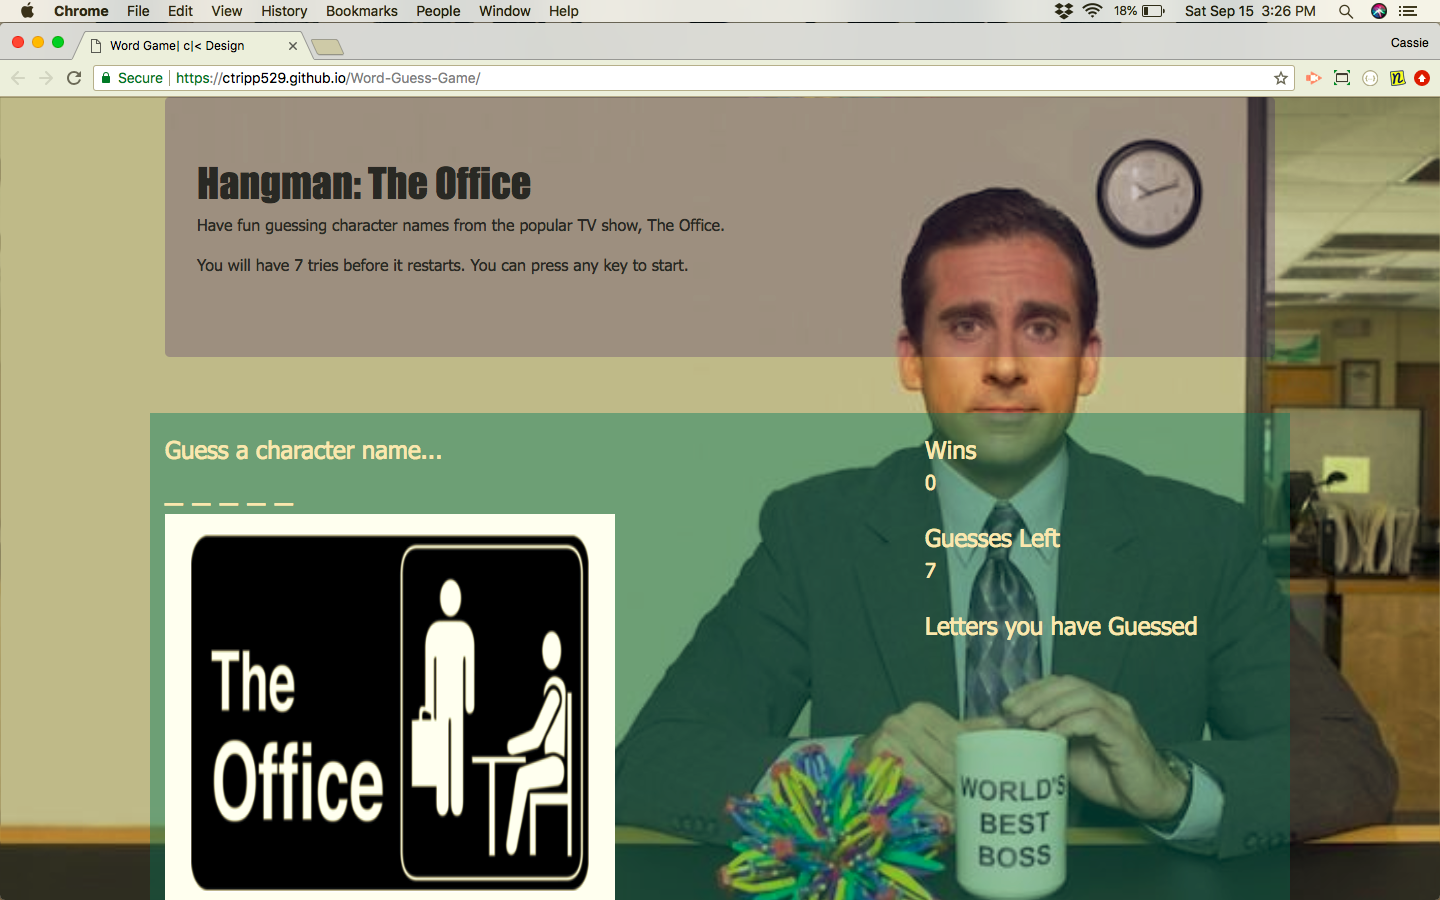 Chrome File Edit View History Bookmarks People Window Help 18% Sat Sep 15 3:26 PM
Word Game| c|< Design Cassie
Secure https://ctripp529.github.io/Word-Guess-Game/
Hangman: The Office
Have fun guessing character names from the popular TV show, The Office.
You will have 7 tries before it restarts. You can press any key to start.
Guess a character name...
_ _ _ _ _
The
Office
Wins
0
Guesses Left
7
Letters you have Guessed
WORLD'S
BEST
BOSS